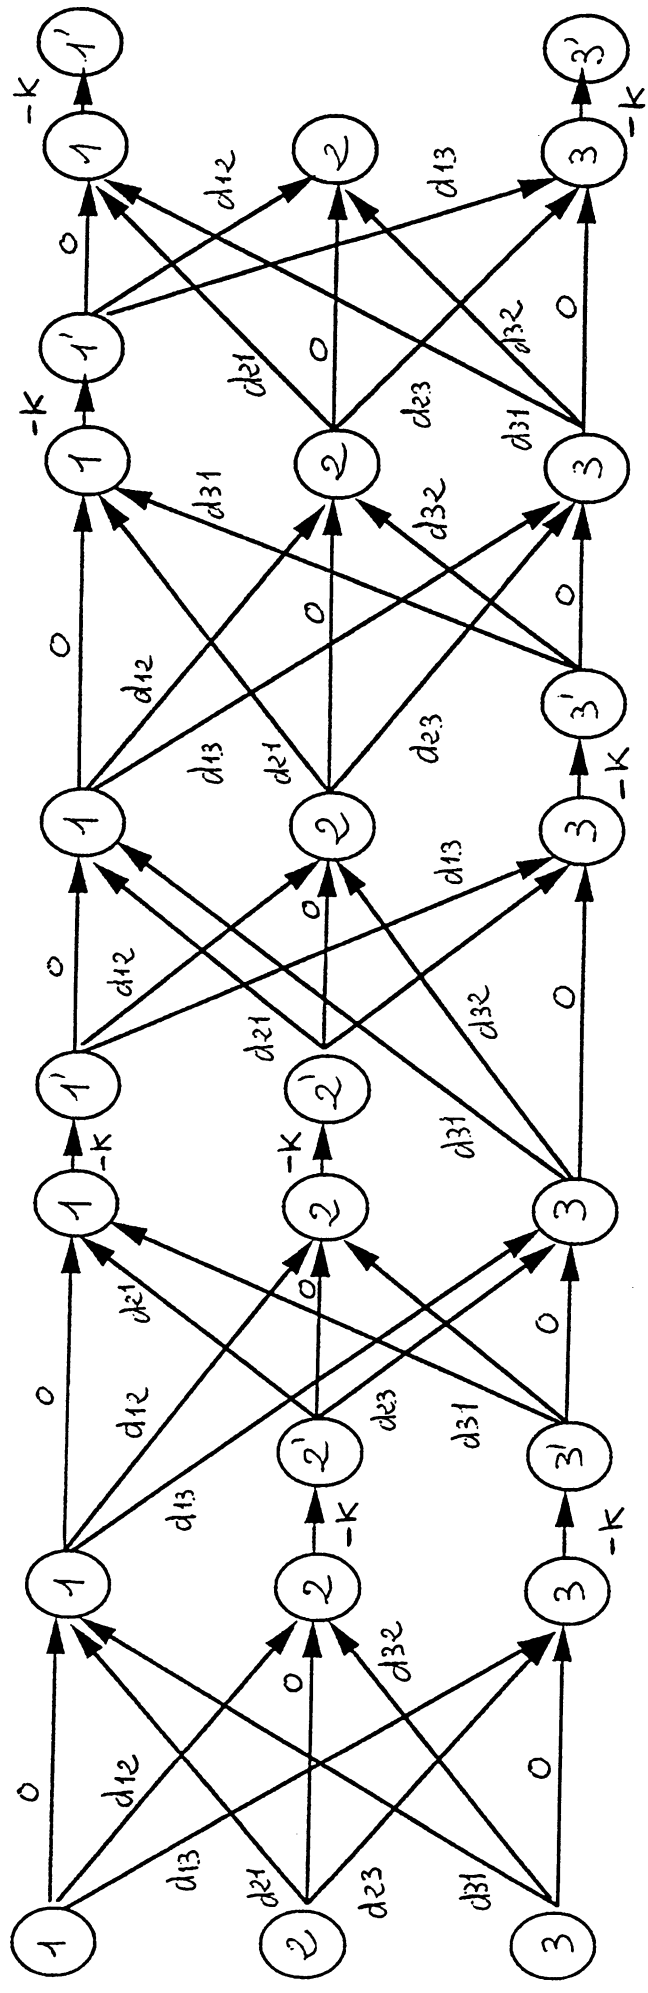 0 0 0 0 -K 0 -K
1 1 1 -K 1' 1 1 1' 1 1'
d12 d12 d21 d12 d12
d13 d13 d13 d31 d12
d21 d21 d21 d21
0 0 -K 0 0 0
2 2 2' 2 2' 2 2 2
-K
d23 d32 d23 d23 d32 d23
d31 d31 d31 d32 d13 d31 d32 d13
0 0 0 0 0
3 3 3' 3 3 3' 3 3 3'
-K -K -K